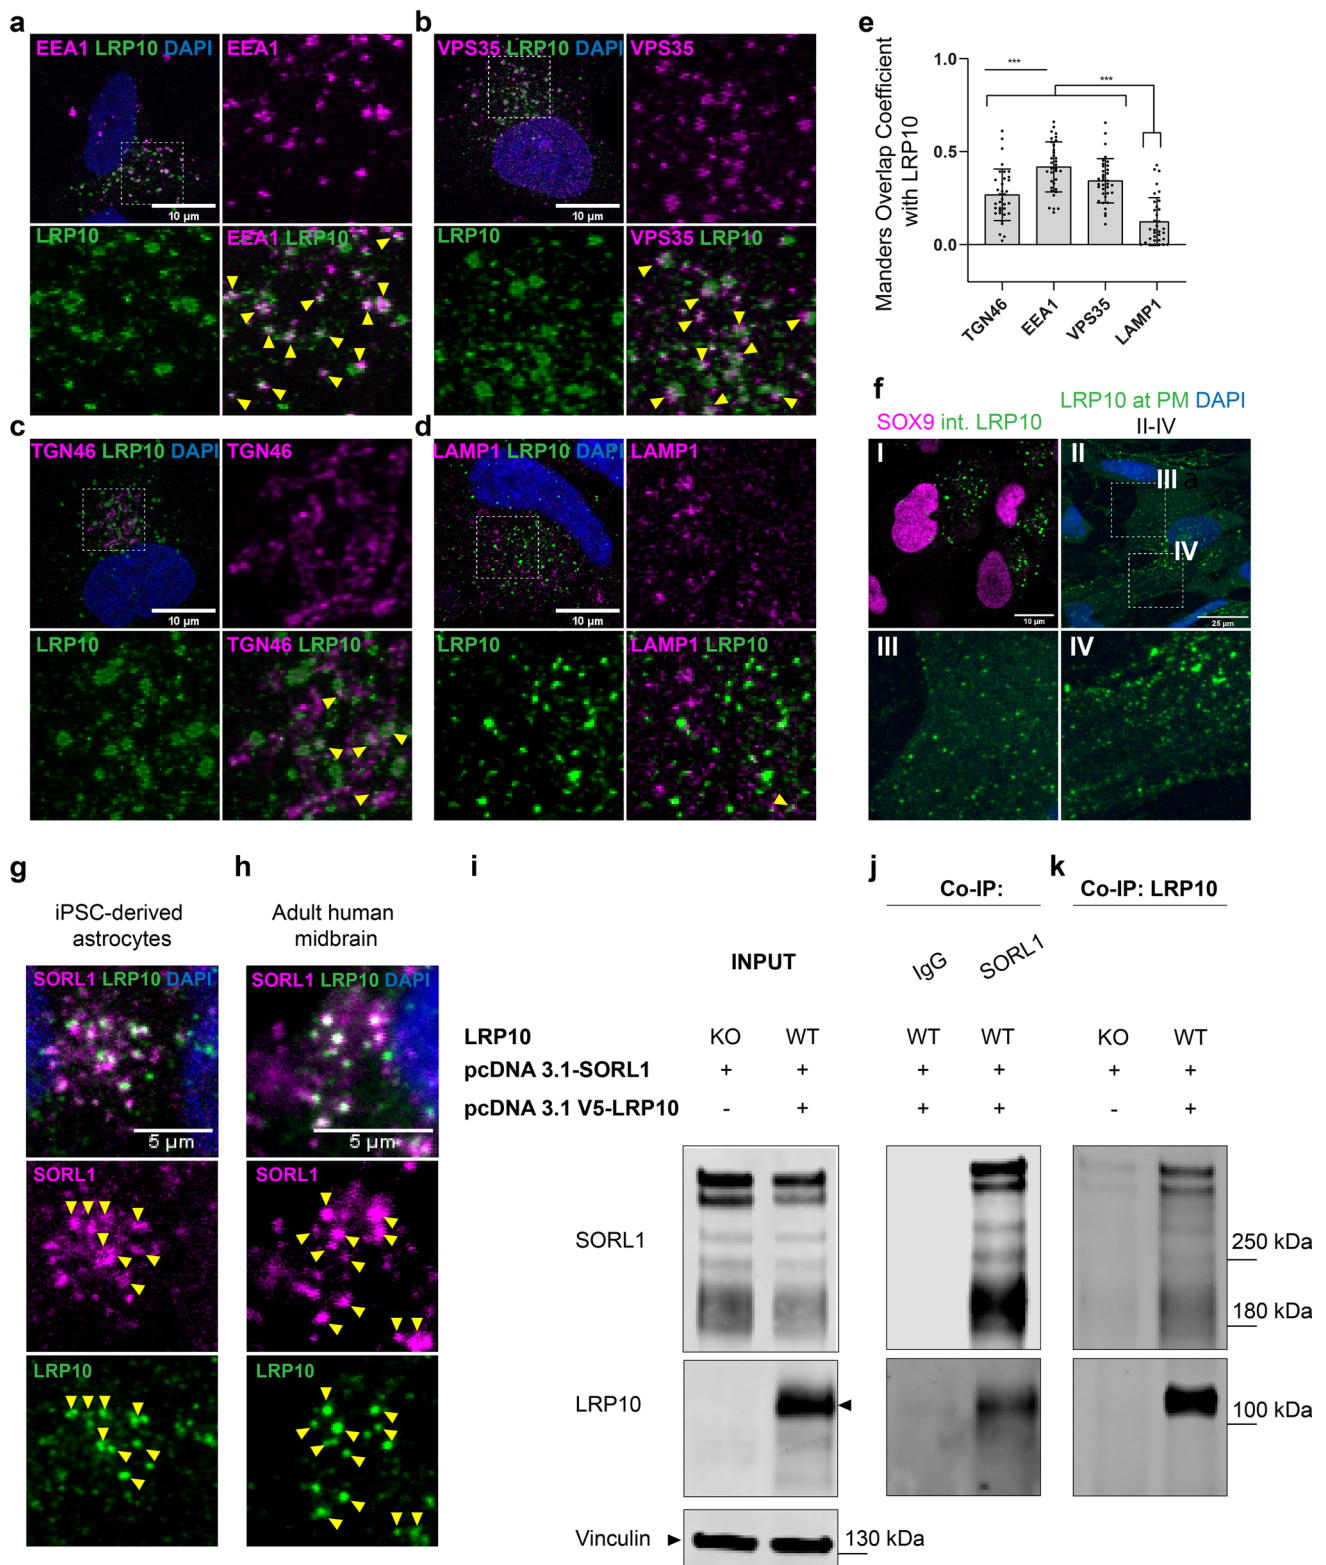 a
EEA1 LRP10 DAPI
EEA1
10 µm
LRP10
EEA1 LRP10
b
VPS35 LRP10 DAPI
VPS35
10 µm
LRP10
VPS35 LRP10
c
TGN46 LRP10 DAPI
TGN46
10 µm
LRP10
TGN46 LRP10
d
LAMP1 LRP10 DAPI
LAMP1
10 µm
LRP10
LAMP1 LRP10
e
Manders Overlap Coefficient
with LRP10
1.0
0.5
0.0
***
***
TGN46
EEA1
VPS35
LAMP1
f
SOX9 int. LRP10
LRP10 at PM DAPI
II-IV
I
10 µm
II
III a
IV
25 µm
III
IV
g
iPSC-derived
astrocytes
SORL1 LRP10 DAPI
5 µm
SORL1
LRP10
h
Adult human
midbrain
SORL1 LRP10 DAPI
5 µm
SORL1
LRP10
i
INPUT
j
Co-IP:
IgG
SORL1
k
Co-IP: LRP10
LRP10 KO WT WT WT KO WT
pcDNA 3.1-SORL1 + + + + + +
pcDNA 3.1 V5-LRP10 - + + + - +
SORL1
250 kDa
180 kDa
LRP10
100 kDa
Vinculin
130 kDa